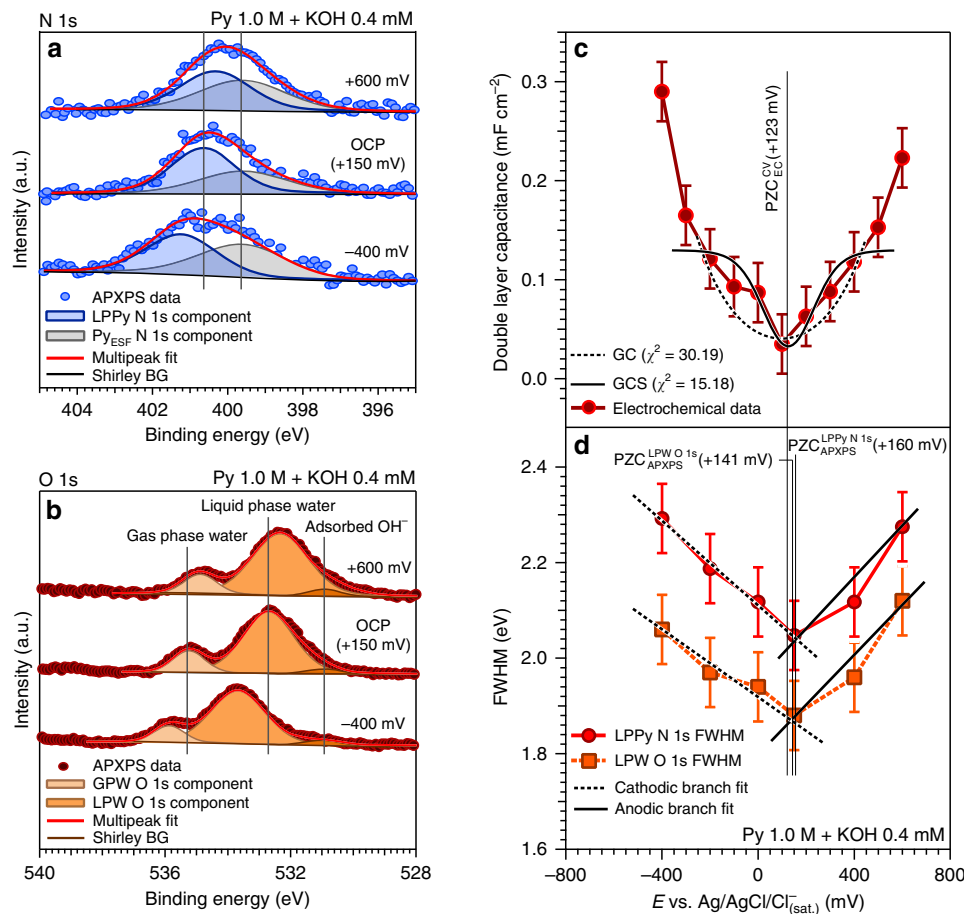 N 1s
Py 1.0 M + KOH 0.4 mM
a
+600 mV
OCP
(+150 mV)
−400 mV
Intensity (a.u.)
APXPS data
LPPy N 1s component
Py_ESF N 1s component
Multipeak fit
Shirley BG
404 402 400 398 396
Binding energy (eV)
O 1s
Py 1.0 M + KOH 0.4 mM
b
Liquid phase water
Gas phase water
Adsorbed OH⁻
+600 mV
OCP
(+150 mV)
−400 mV
Intensity (a.u.)
APXPS data
GPW O 1s component
LPW O 1s component
Multipeak fit
Shirley BG
540 536 532 528
Binding energy (eV)
c
0.3
0.2
0.1
0.0
Double layer capacitance (mF cm⁻²)
PZC_EC^CV (+123 mV)
GC (χ² = 30.19)
GCS (χ² = 15.18)
Electrochemical data
d
PZC_APXPS^LPW O 1s (+141 mV)
PZC_APXPS^LPPy N 1s (+160 mV)
2.4
2.2
2.0
1.8
1.6
FWHM (eV)
LPPy N 1s FWHM
LPW O 1s FWHM
Cathodic branch fit
Anodic branch fit
Py 1.0 M + KOH 0.4 mM
−800 −400 0 400 800
E vs. Ag/AgCl/Cl⁻(sat.) (mV)